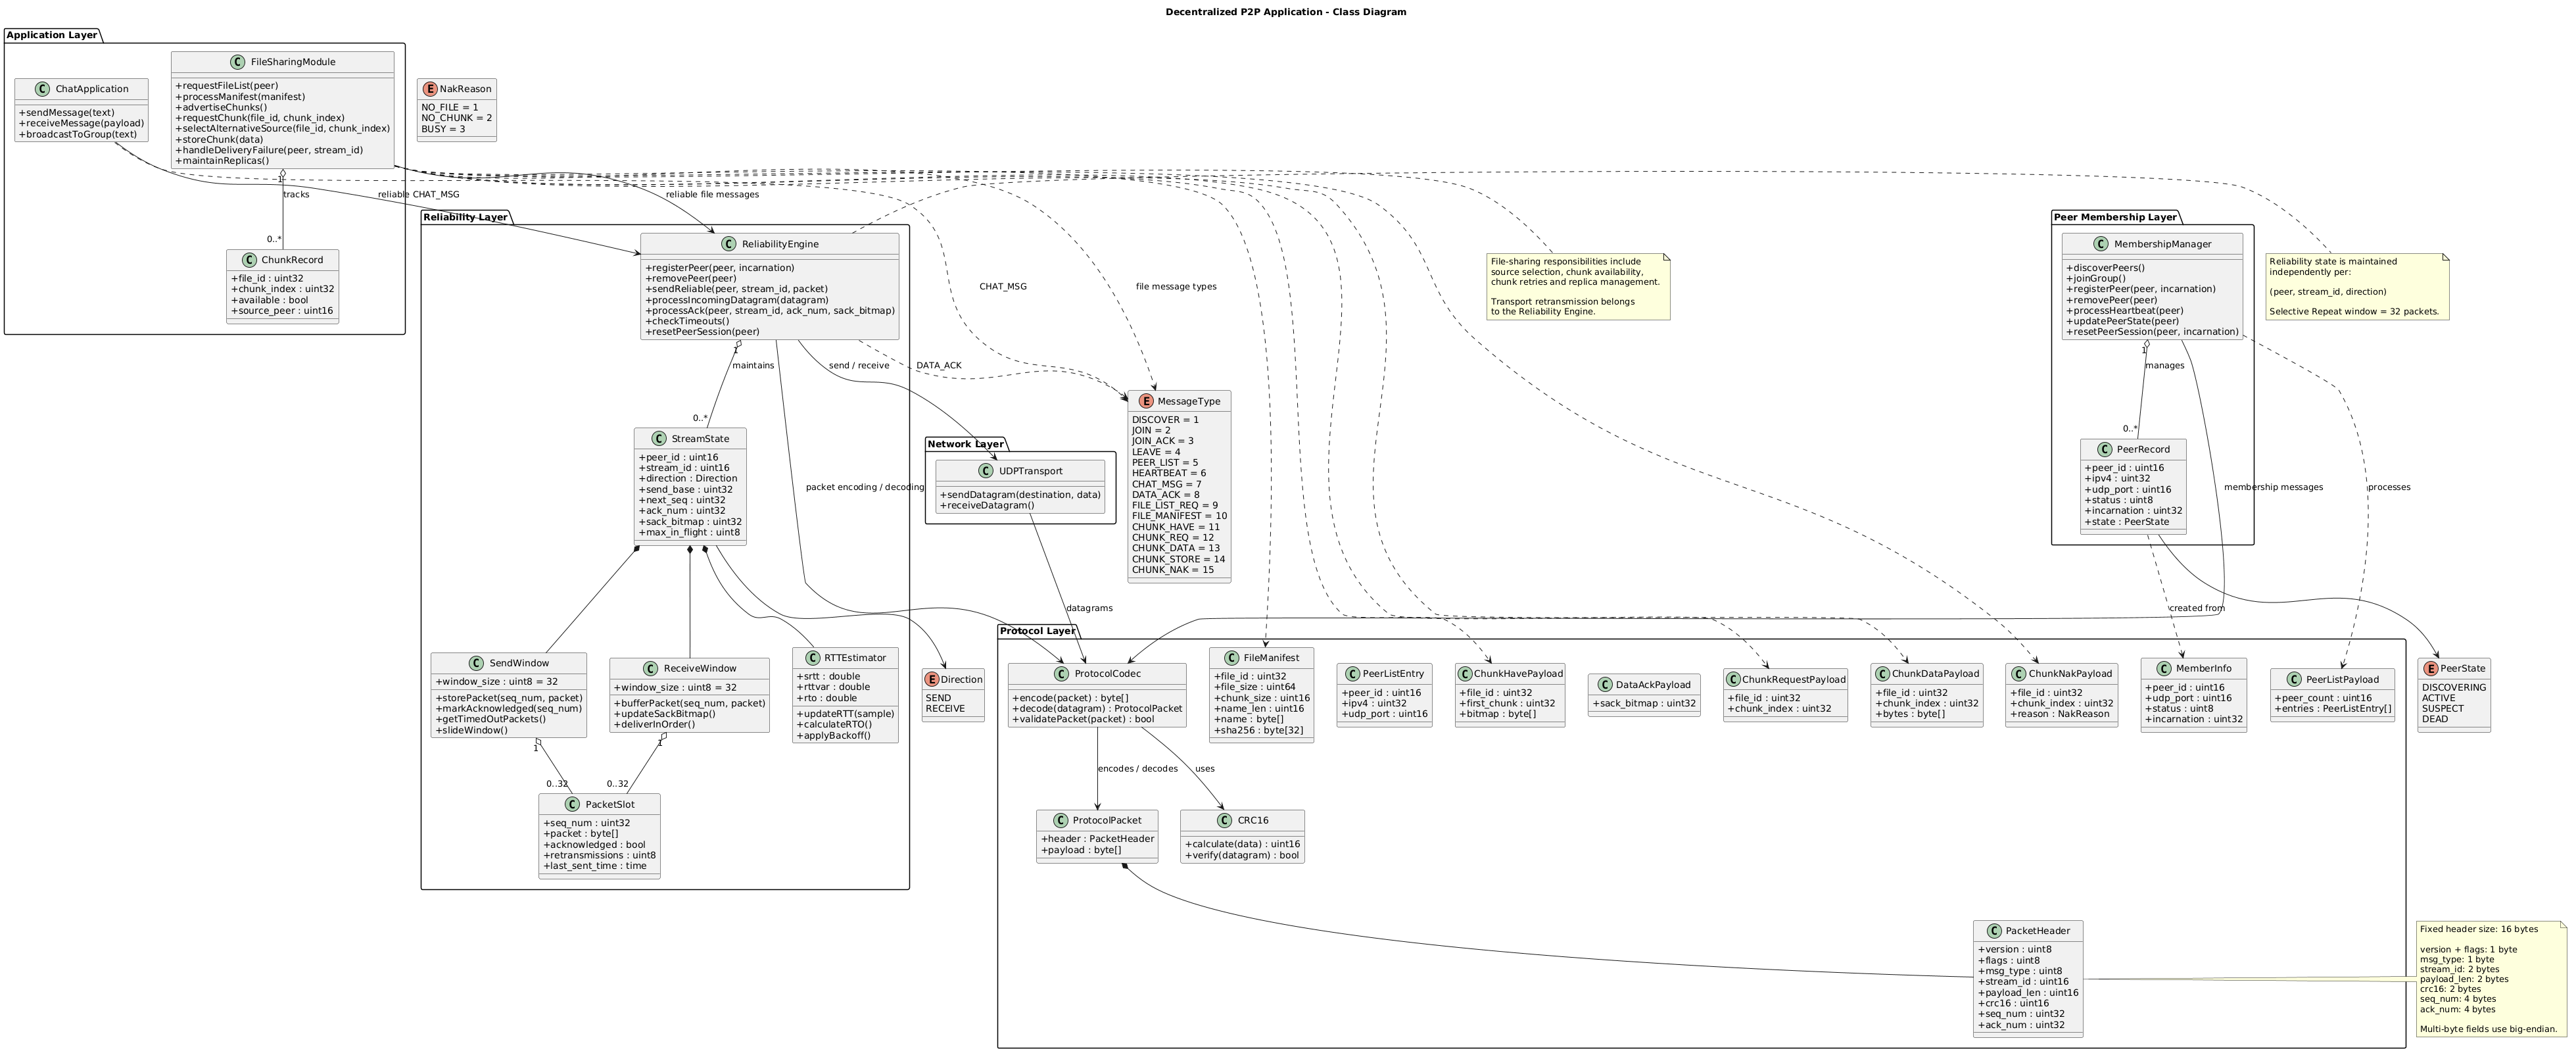 Decentralized P2P Application - Class Diagram
Application Layer
C FileSharingModule
+requestFileList(peer)
+processManifest(manifest)
+advertiseChunks()
+requestChunk(file_id, chunk_index)
+selectAlternativeSource(file_id, chunk_index)
+storeChunk(data)
+handleDeliveryFailure(peer, stream_id)
+maintainReplicas()
C ChatApplication
+sendMessage(text)
+receiveMessage(payload)
+broadcastToGroup(text)
E NakReason
NO_FILE = 1
NO_CHUNK = 2
BUSY = 3
1
tracks
0..*
reliable CHAT_MSG
reliable file messages
C ChunkRecord
+file_id : uint32
+chunk_index : uint32
+available : bool
+source_peer : uint16
Reliability Layer
C ReliabilityEngine
+registerPeer(peer, incarnation)
+removePeer(peer)
+sendReliable(peer, stream_id, packet)
+processIncomingDatagram(datagram)
+processAck(peer, stream_id, ack_num, sack_bitmap)
+checkTimeouts()
+resetPeerSession(peer)
CHAT_MSG
file message types
File-sharing responsibilities include
source selection, chunk availability,
chunk retries and replica management.
Transport retransmission belongs
to the Reliability Engine.
Peer Membership Layer
C MembershipManager
+discoverPeers()
+joinGroup()
+registerPeer(peer, incarnation)
+removePeer(peer)
+processHeartbeat(peer)
+updatePeerState(peer)
+resetPeerSession(peer, incarnation)
Reliability state is maintained
independently per:
(peer, stream_id, direction)
Selective Repeat window = 32 packets.
1
maintains
0..*
send / receive
DATA_ACK
1
manages
0..*
C StreamState
+peer_id : uint16
+stream_id : uint16
+direction : Direction
+send_base : uint32
+next_seq : uint32
+ack_num : uint32
+sack_bitmap : uint32
+max_in_flight : uint8
packet encoding / decoding
Network Layer
C UDPTransport
+sendDatagram(destination, data)
+receiveDatagram()
E MessageType
DISCOVER = 1
JOIN = 2
JOIN_ACK = 3
LEAVE = 4
PEER_LIST = 5
HEARTBEAT = 6
CHAT_MSG = 7
DATA_ACK = 8
FILE_LIST_REQ = 9
FILE_MANIFEST = 10
CHUNK_HAVE = 11
CHUNK_REQ = 12
CHUNK_DATA = 13
CHUNK_STORE = 14
CHUNK_NAK = 15
C PeerRecord
+peer_id : uint16
+ipv4 : uint32
+udp_port : uint16
+status : uint8
+incarnation : uint32
+state : PeerState
membership messages
processes
datagrams
created from
C SendWindow
+window_size : uint8 = 32
+storePacket(seq_num, packet)
+markAcknowledged(seq_num)
+getTimedOutPackets()
+slideWindow()
C ReceiveWindow
+window_size : uint8 = 32
+bufferPacket(seq_num, packet)
+updateSackBitmap()
+deliverInOrder()
C RTTEstimator
+srtt : double
+rttvar : double
+rto : double
+updateRTT(sample)
+calculateRTO()
+applyBackoff()
E Direction
SEND
RECEIVE
Protocol Layer
C ProtocolCodec
+encode(packet) : byte[]
+decode(datagram) : ProtocolPacket
+validatePacket(packet) : bool
C FileManifest
+file_id : uint32
+file_size : uint64
+chunk_size : uint16
+name_len : uint16
+name : byte[]
+sha256 : byte[32]
C PeerListEntry
+peer_id : uint16
+ipv4 : uint32
+udp_port : uint16
C ChunkHavePayload
+file_id : uint32
+first_chunk : uint32
+bitmap : byte[]
C DataAckPayload
+sack_bitmap : uint32
C ChunkRequestPayload
+file_id : uint32
+chunk_index : uint32
C ChunkDataPayload
+file_id : uint32
+chunk_index : uint32
+bytes : byte[]
C ChunkNakPayload
+file_id : uint32
+chunk_index : uint32
+reason : NakReason
C MemberInfo
+peer_id : uint16
+udp_port : uint16
+status : uint8
+incarnation : uint32
C PeerListPayload
+peer_count : uint16
+entries : PeerListEntry[]
E PeerState
DISCOVERING
ACTIVE
SUSPECT
DEAD
1
0..32
1
0..32
encodes / decodes
uses
C PacketSlot
+seq_num : uint32
+packet : byte[]
+acknowledged : bool
+retransmissions : uint8
+last_sent_time : time
C ProtocolPacket
+header : PacketHeader
+payload : byte[]
C CRC16
+calculate(data) : uint16
+verify(datagram) : bool
C PacketHeader
+version : uint8
+flags : uint8
+msg_type : uint8
+stream_id : uint16
+payload_len : uint16
+crc16 : uint16
+seq_num : uint32
+ack_num : uint32
Fixed header size: 16 bytes
version + flags: 1 byte
msg_type: 1 byte
stream_id: 2 bytes
payload_len: 2 bytes
crc16: 2 bytes
seq_num: 4 bytes
ack_num: 4 bytes
Multi-byte fields use big-endian.